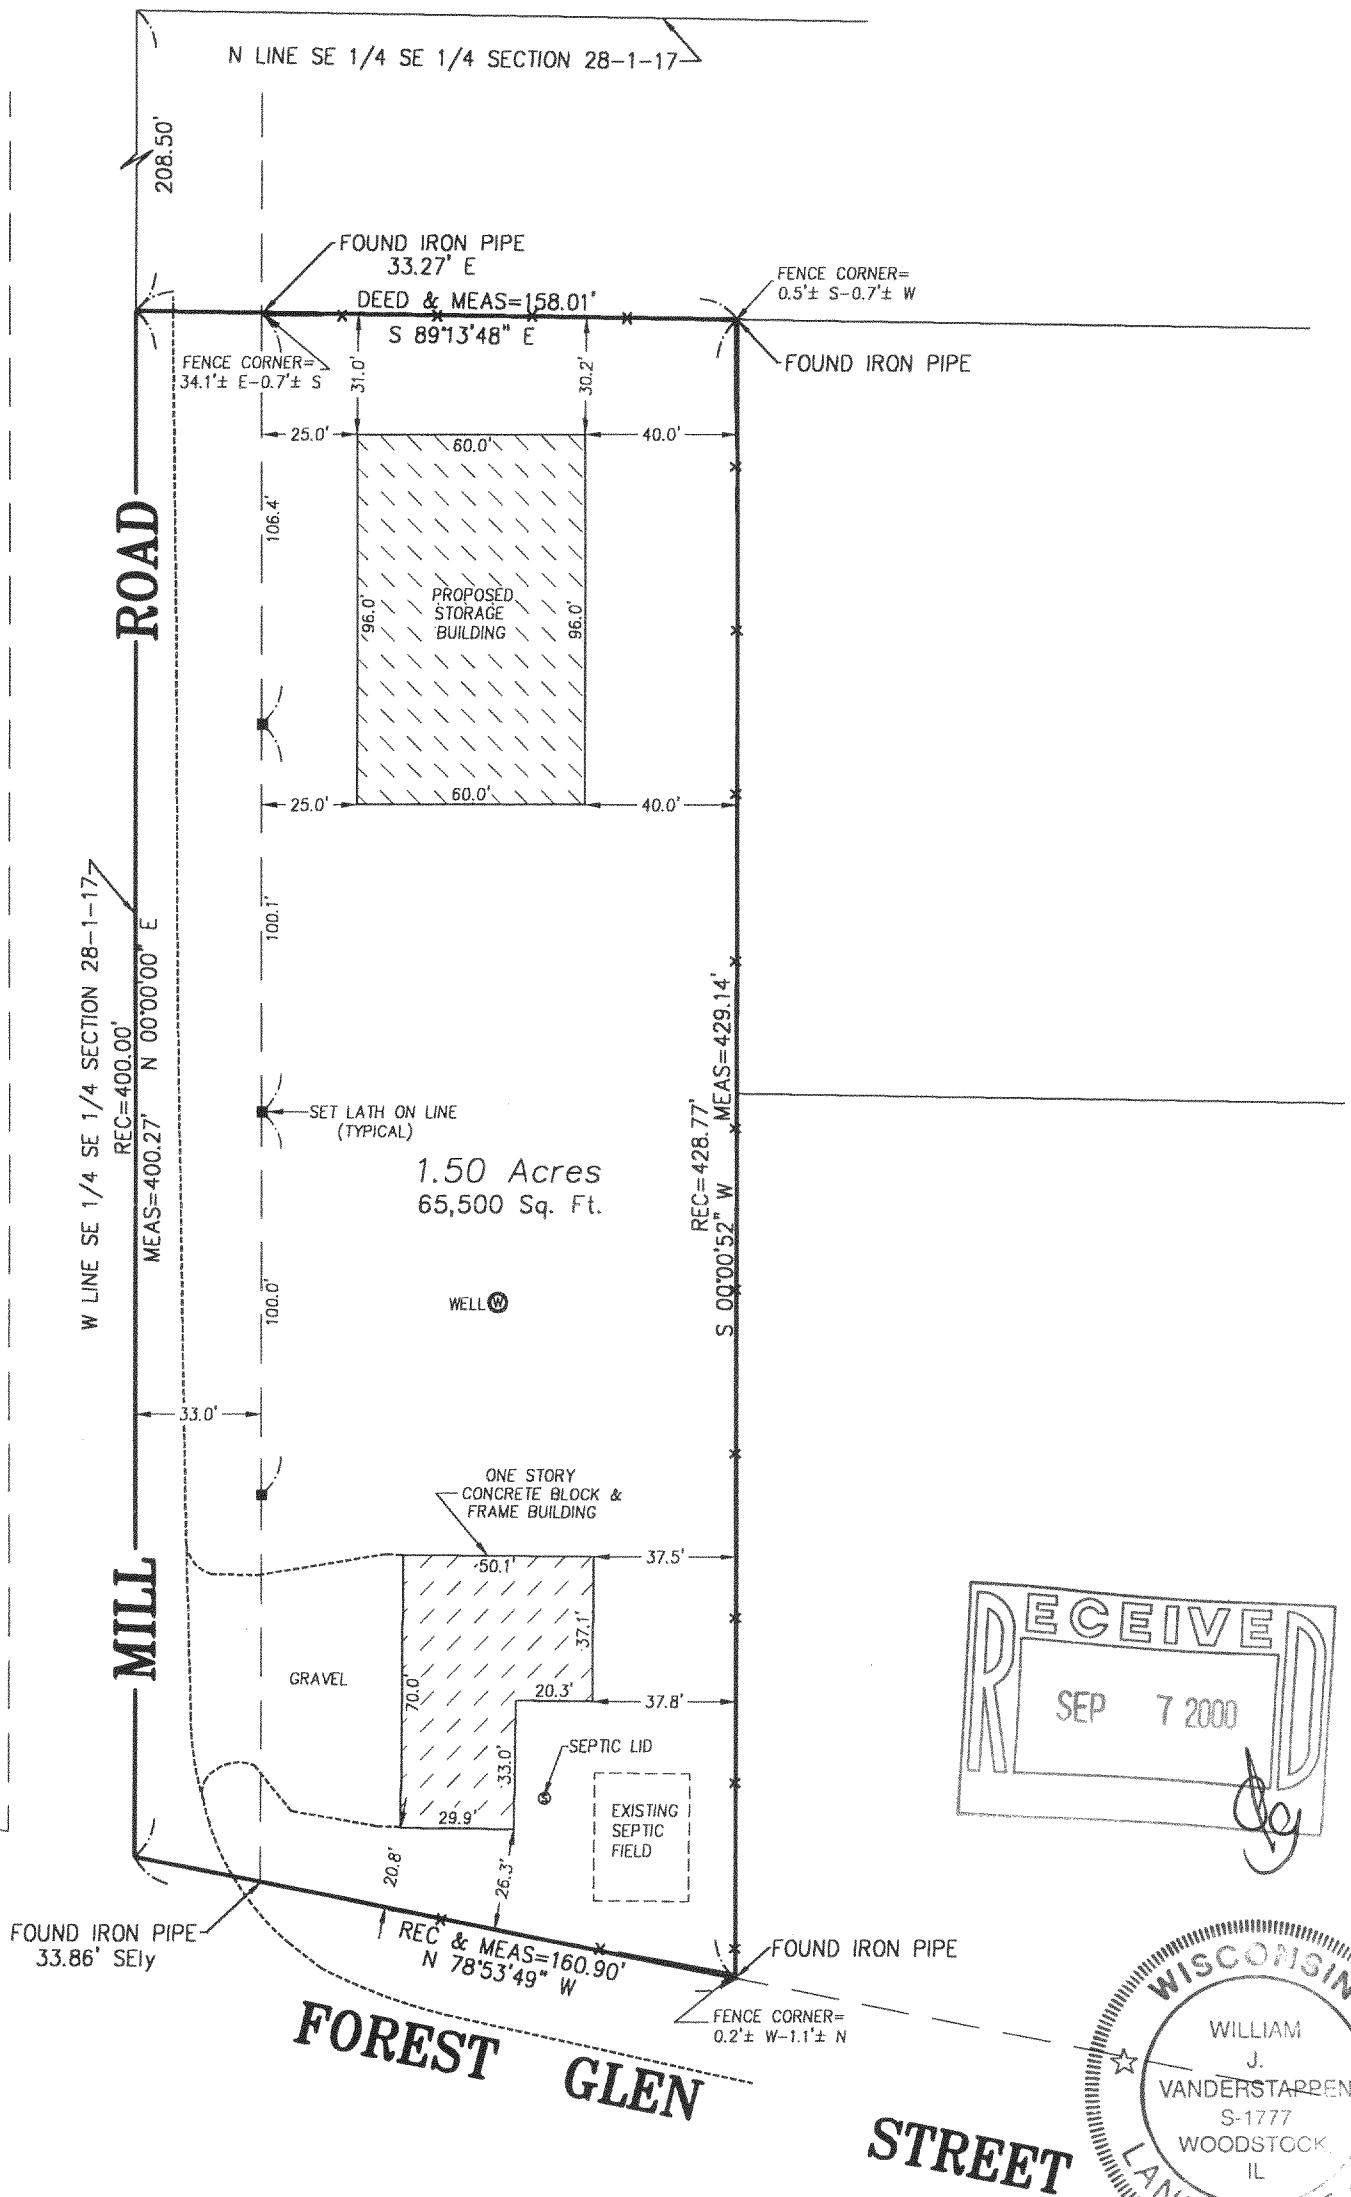 N LINE SE 1/4 SE 1/4 SECTION 28-1-17
208.50'
FOUND IRON PIPE
33.27' E
DEED & MEAS=158.01'
S 89°13'48" E
FENCE CORNER=
0.5'± S-0.7'± W
FOUND IRON PIPE
FENCE CORNER=
34.1'± E-0.7'± S
31.0'
30.2'
25.0'
60.0'
40.0'
106.4'
ROAD
96.0'
PROPOSED
STORAGE
BUILDING
96.0'
25.0'
60.0'
40.0'
100.1'
W LINE SE 1/4 SE 1/4 SECTION 28-1-17
REC=400.00'
MEAS=400.27' N 00°00'00" E
REC=428.77'
S 00°00'52" W MEAS=429.14'
SET LATH ON LINE
(TYPICAL)
1.50 Acres
65,500 Sq. Ft.
100.0'
WELL W
33.0'
ONE STORY
CONCRETE BLOCK &
FRAME BUILDING
50.1'
37.5'
MILL
37.1'
GRAVEL
70.0'
20.3'
37.8'
33.0'
SEPTIC LID
S
EXISTING
SEPTIC
FIELD
29.9'
20.8'
26.3'
RECEIVED
SEP 7 2000
FOUND IRON PIPE
33.86' SEly
REC & MEAS=160.90'
N 78°53'49" W
FOUND IRON PIPE
FENCE CORNER=
0.2'± W-1.1'± N
FOREST GLEN STREET
WISCONSIN
WILLIAM
J.
VANDERSTAPPEN
S-1777
WOODSTOCK
IL